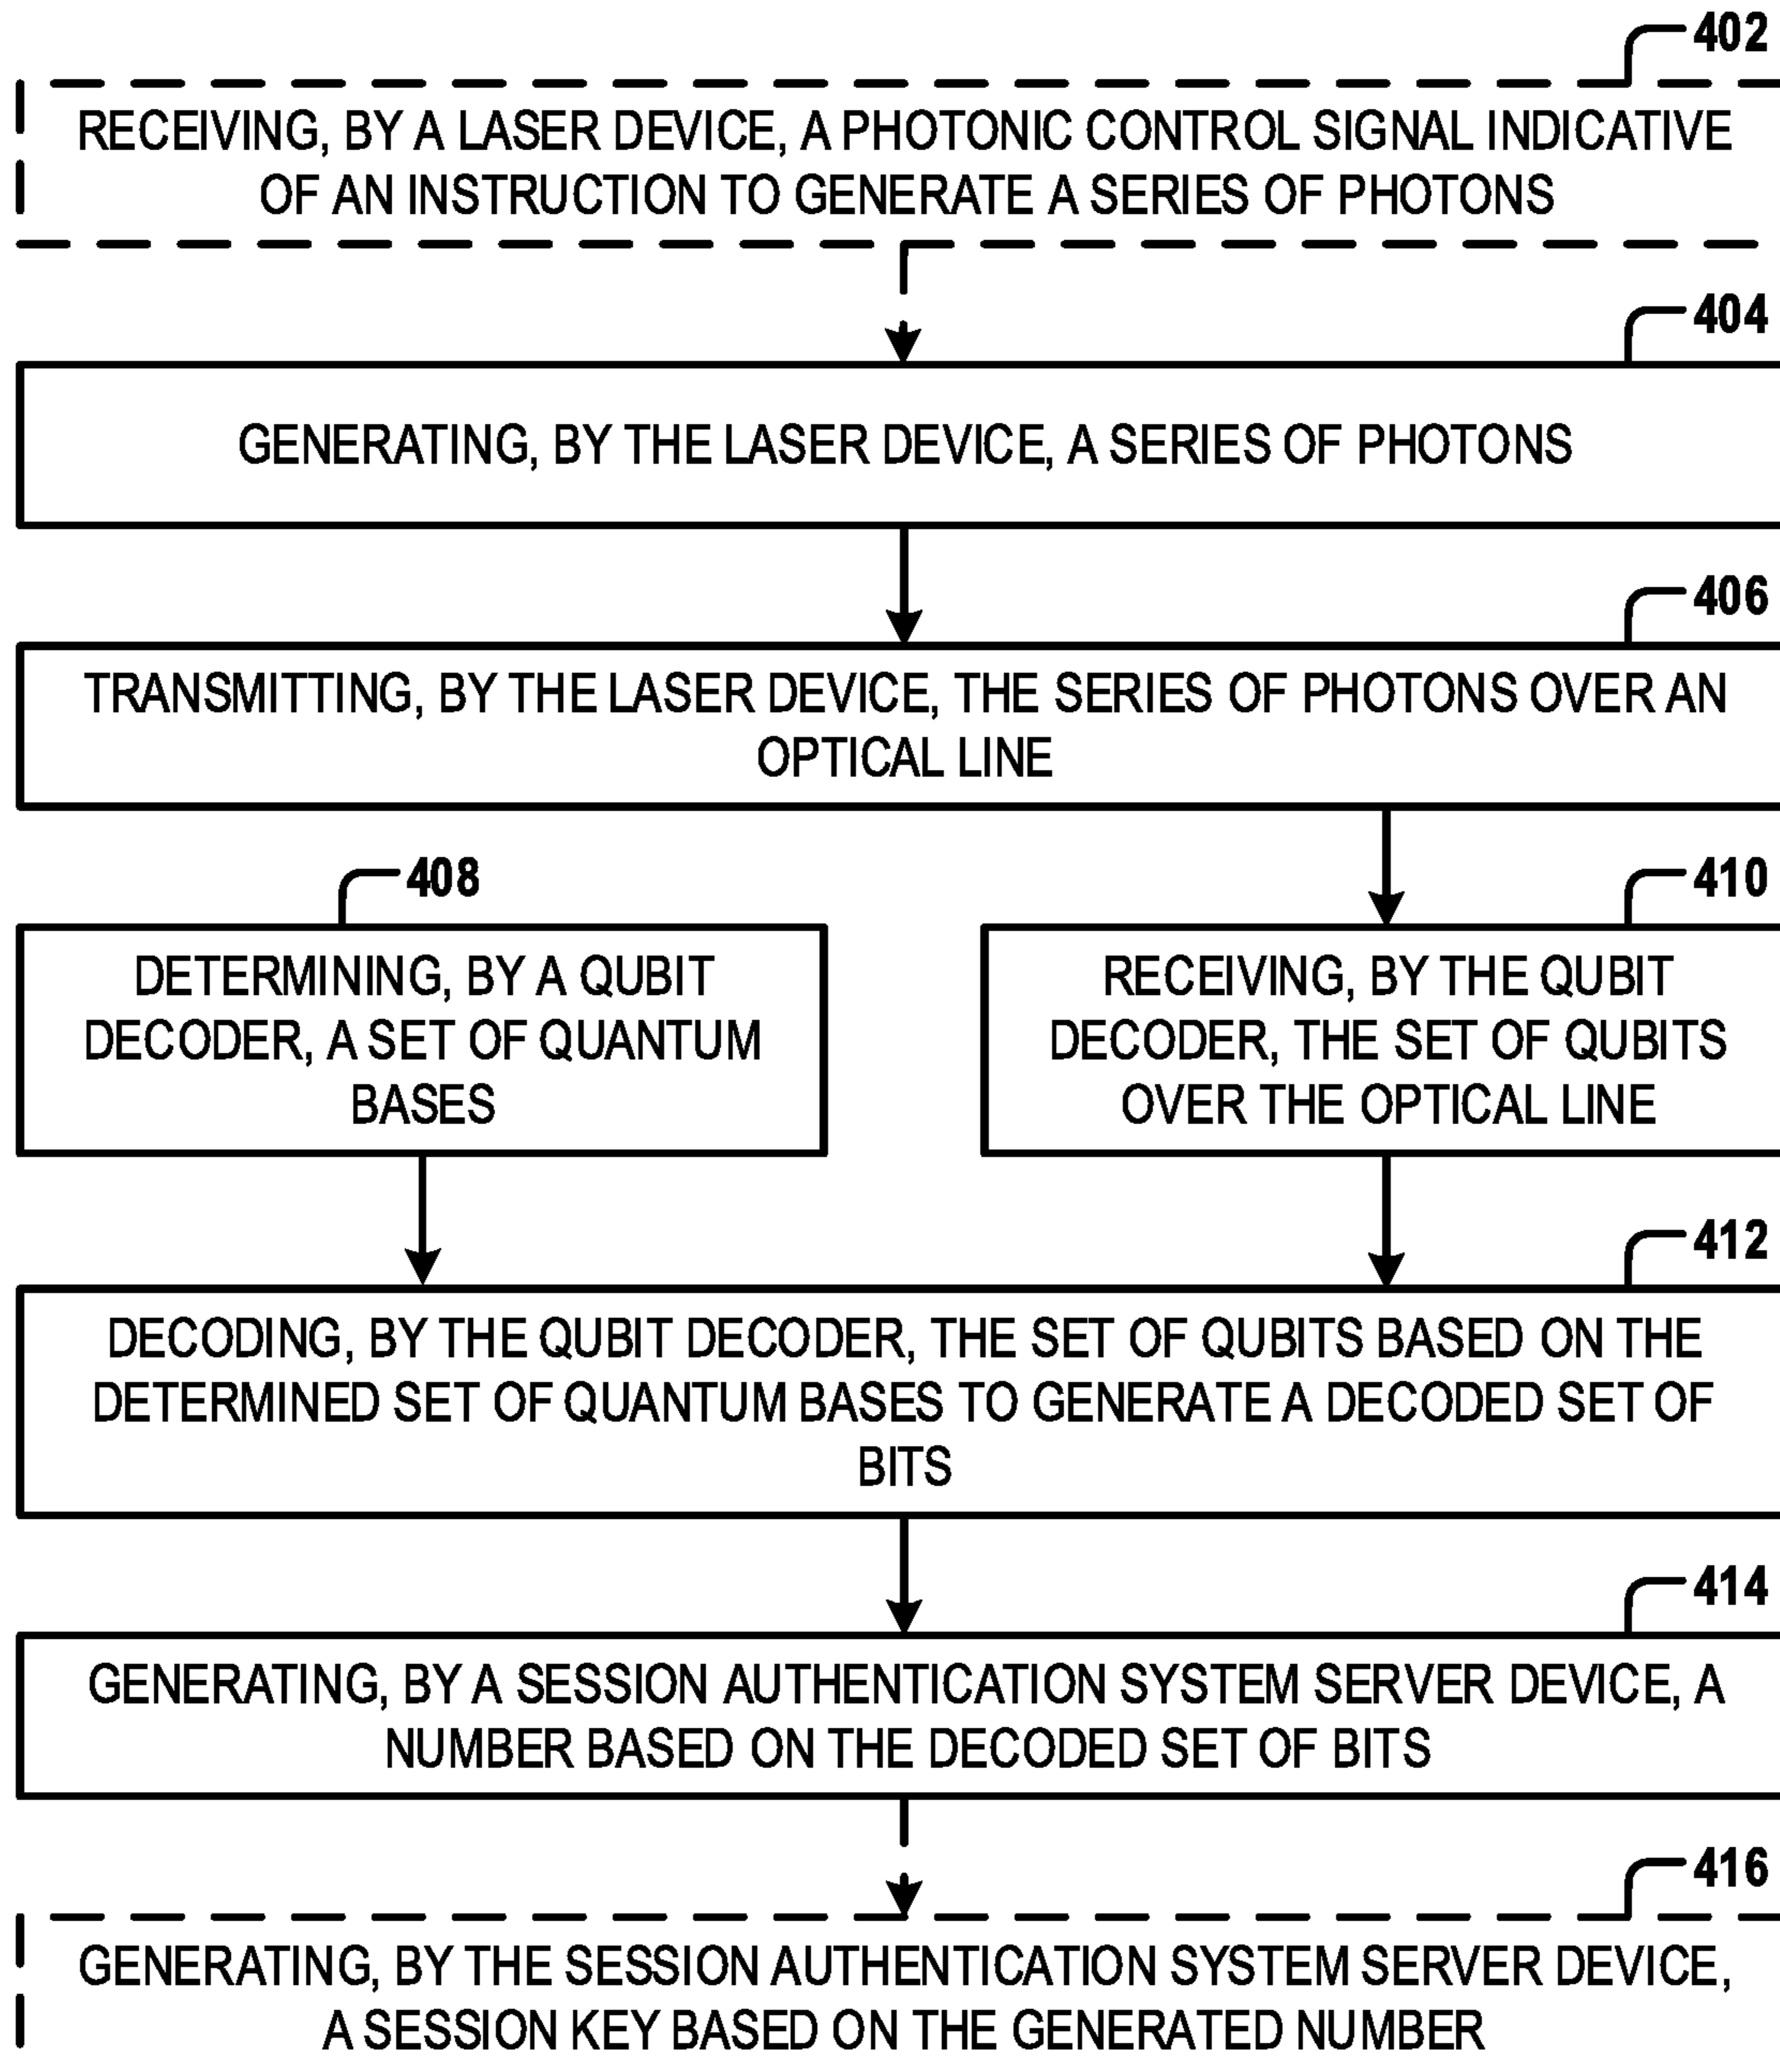 402
RECEIVING, BY A LASER DEVICE, A PHOTONIC CONTROL SIGNAL INDICATIVE
OF AN INSTRUCTION TO GENERATE A SERIES OF PHOTONS
404
GENERATING, BY THE LASER DEVICE, A SERIES OF PHOTONS
406
TRANSMITTING, BY THE LASER DEVICE, THE SERIES OF PHOTONS OVER AN
OPTICAL LINE
408
DETERMINING, BY A QUBIT
DECODER, A SET OF QUANTUM
BASES
410
RECEIVING, BY THE QUBIT
DECODER, THE SET OF QUBITS
OVER THE OPTICAL LINE
412
DECODING, BY THE QUBIT DECODER, THE SET OF QUBITS BASED ON THE
DETERMINED SET OF QUANTUM BASES TO GENERATE A DECODED SET OF
BITS
414
GENERATING, BY A SESSION AUTHENTICATION SYSTEM SERVER DEVICE, A
NUMBER BASED ON THE DECODED SET OF BITS
416
GENERATING, BY THE SESSION AUTHENTICATION SYSTEM SERVER DEVICE,
A SESSION KEY BASED ON THE GENERATED NUMBER